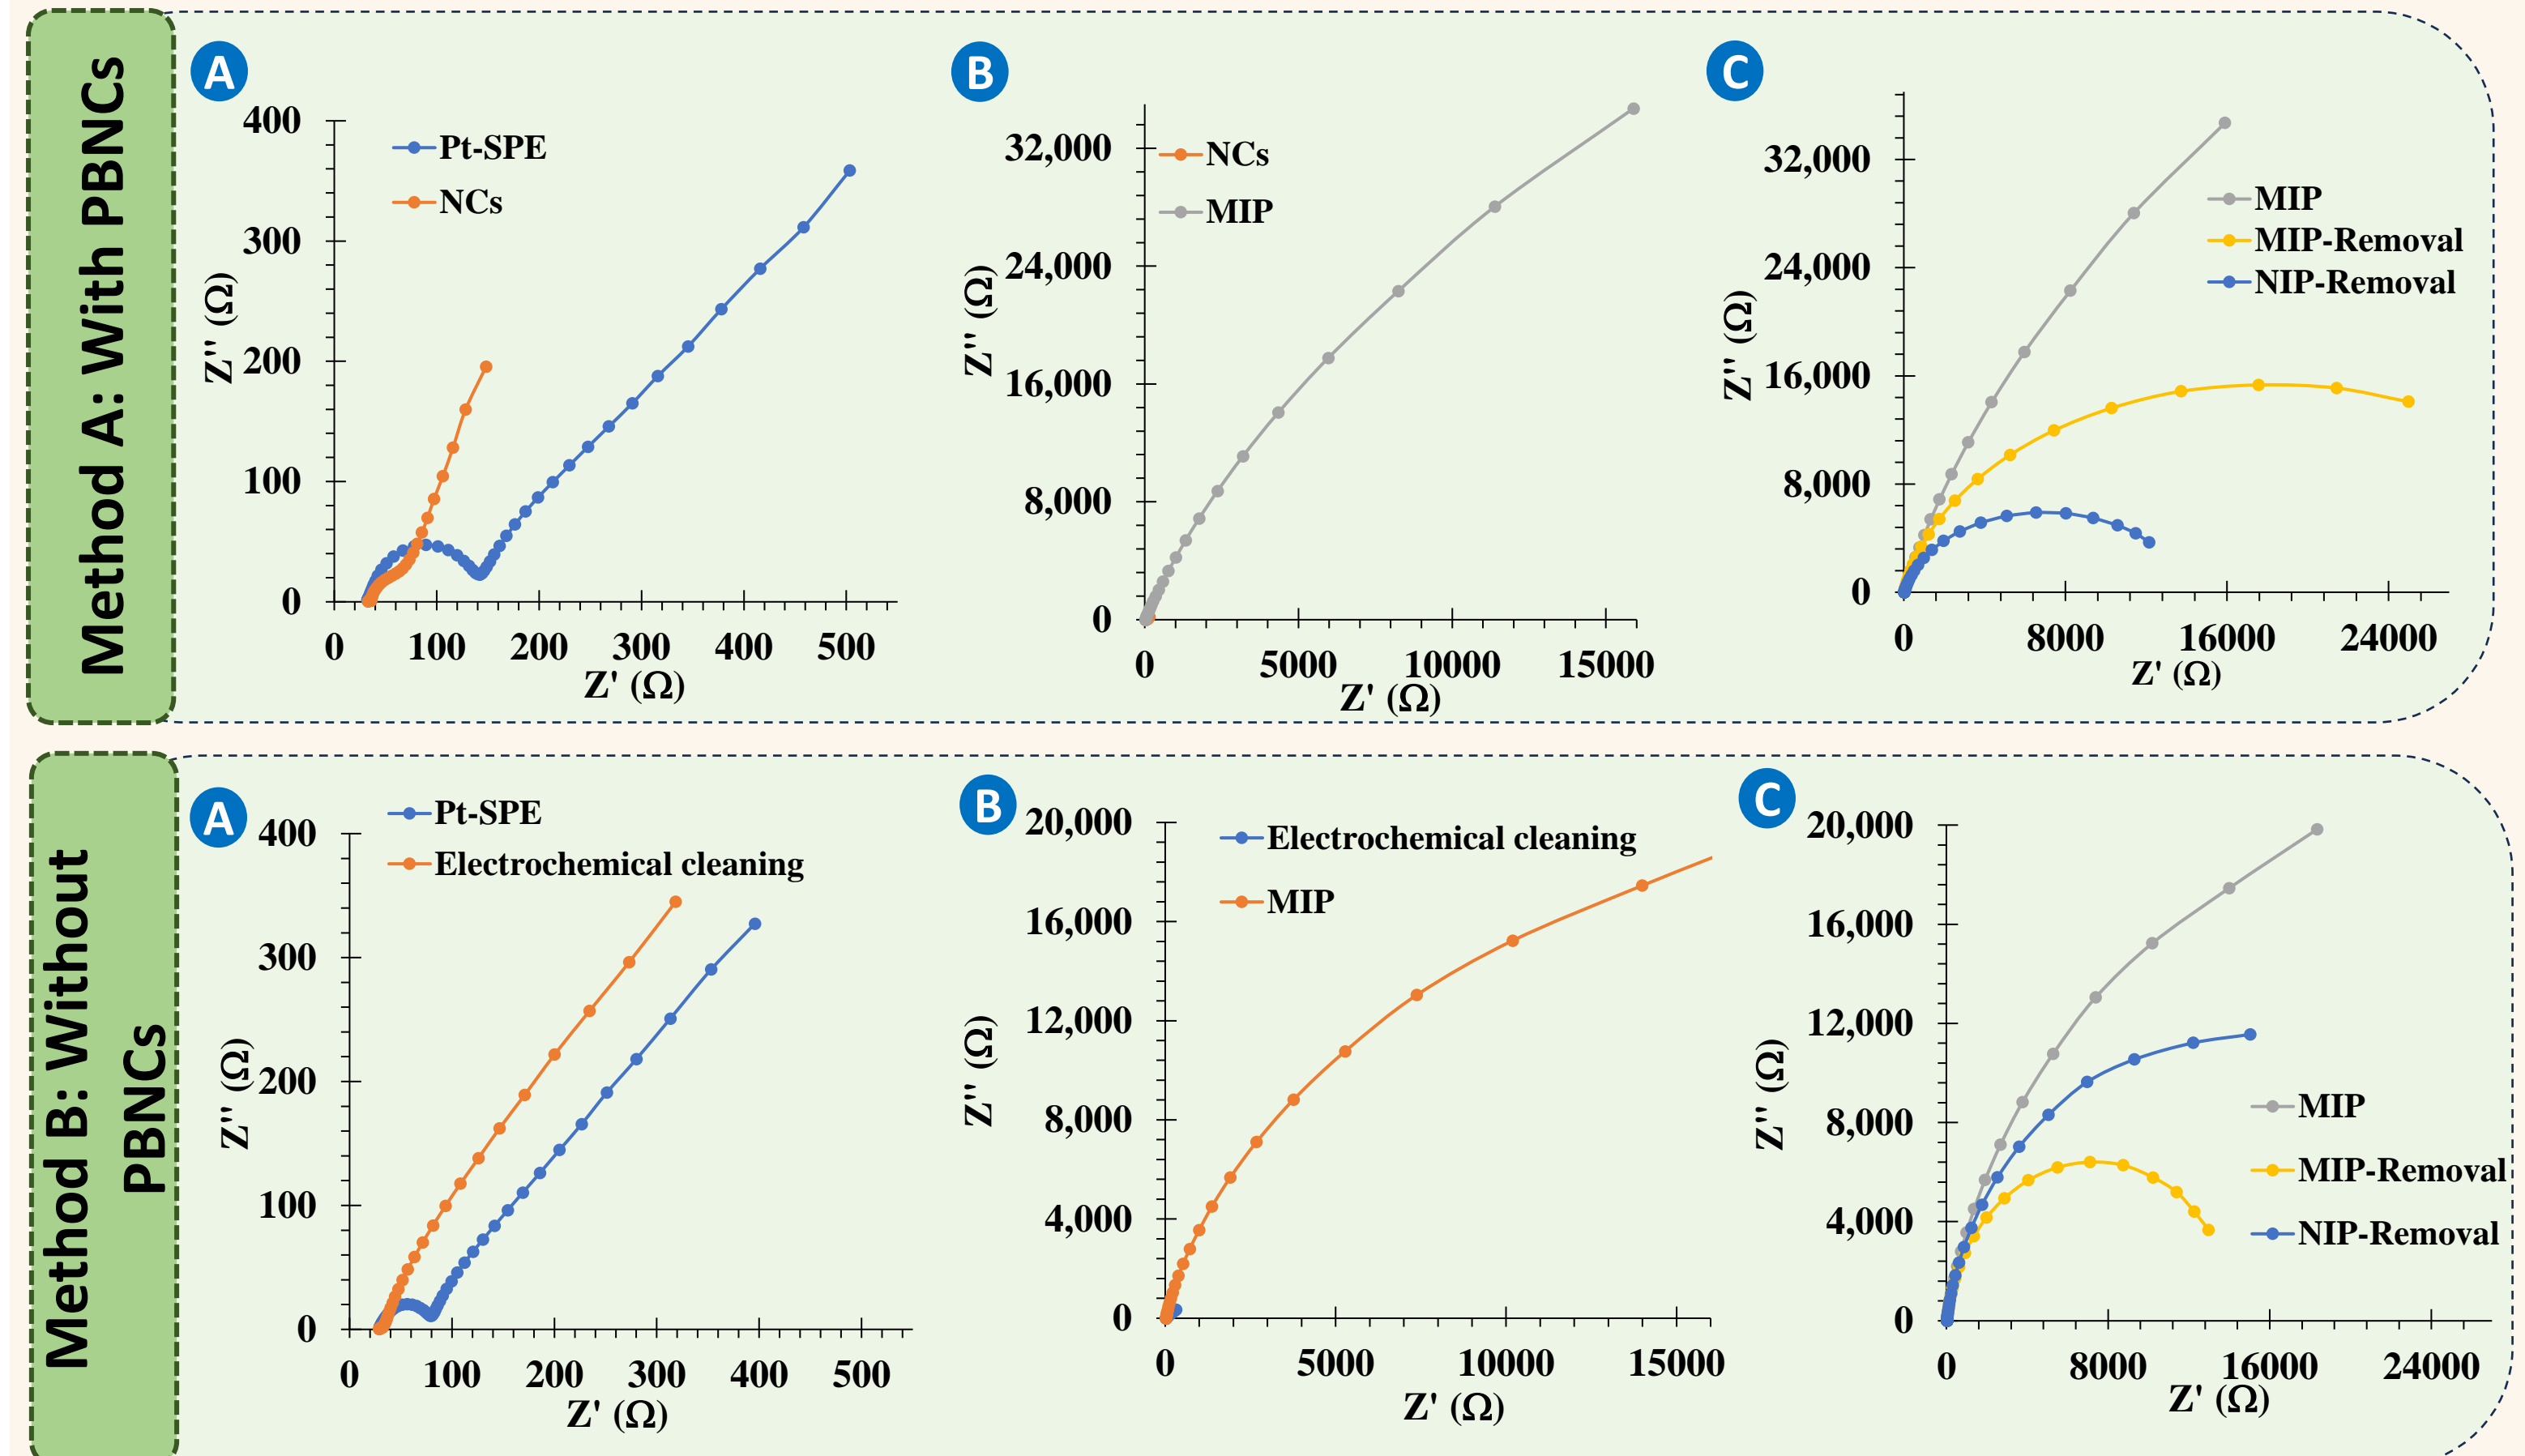 Method A: With PBNCs
A
400
300
200
100
0
Z'' (Ω)
Pt-SPE
NCs
0 100 200 300 400 500
Z' (Ω)
B
32,000
24,000
16,000
8,000
0
Z'' (Ω)
NCs
MIP
0 5000 10000 15000
Z' (Ω)
C
32,000
24,000
16,000
8,000
0
Z'' (Ω)
MIP
MIP-Removal
NIP-Removal
0 8000 16000 24000
Z' (Ω)
Method B: Without
PBNCs
A
400
300
200
100
0
Z'' (Ω)
Pt-SPE
Electrochemical cleaning
0 100 200 300 400 500
Z' (Ω)
B
20,000
16,000
12,000
8,000
4,000
0
Z'' (Ω)
Electrochemical cleaning
MIP
0 5000 10000 15000
Z' (Ω)
C
20,000
16,000
12,000
8,000
4,000
0
Z'' (Ω)
MIP
MIP-Removal
NIP-Removal
0 8000 16000 24000
Z' (Ω)